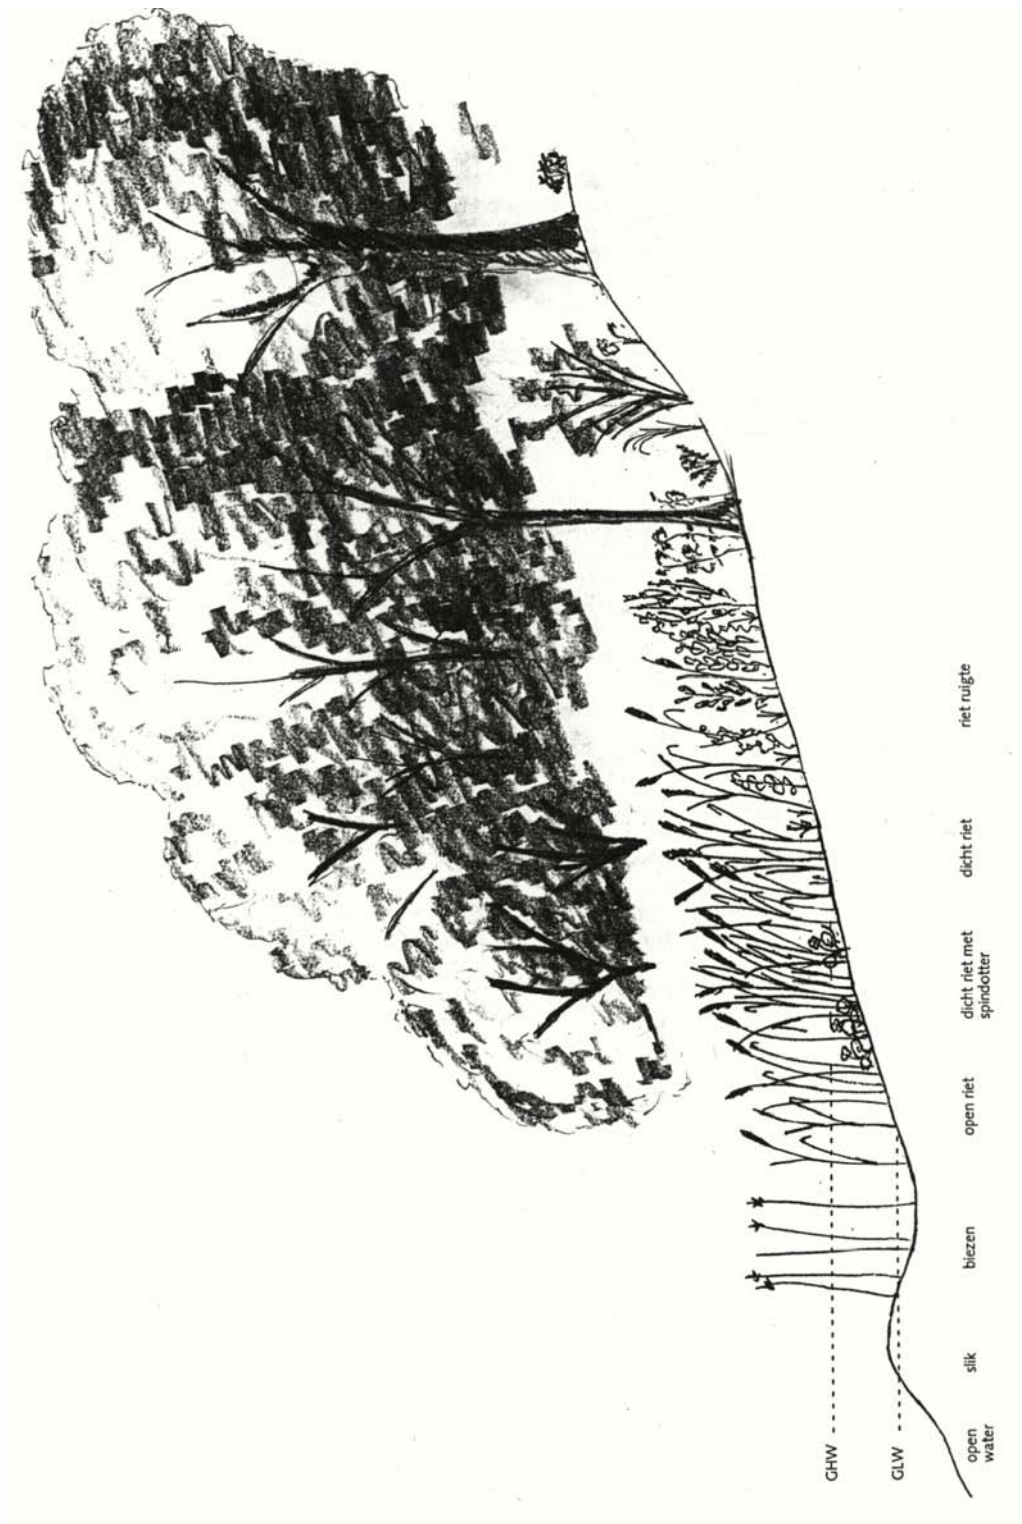 GHW
GLW
open
water
slik
biezen
open riet
dicht riet met
spindotter
dicht riet
riet ruigte